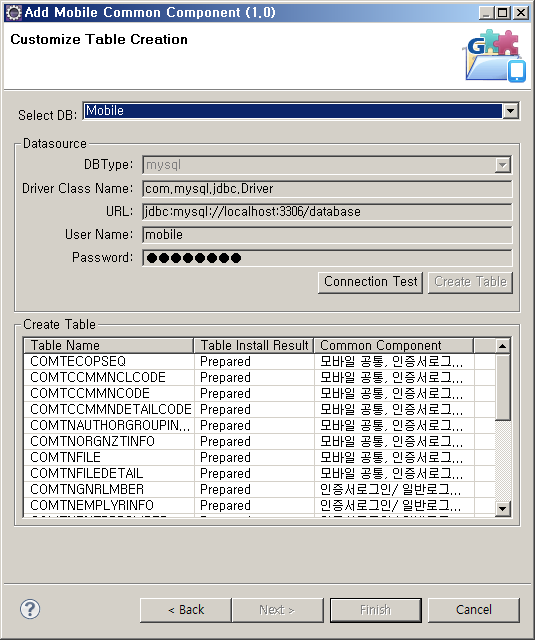 Add Mobile Common Component (1.0)
Customize Table Creation
Select DB: Mobile
Datasource
DBType: mysql
Driver Class Name: com.mysql.jdbc.Driver
URL: jdbc:mysql://localhost:3306/database
User Name: mobile
Password: ●●●●●●●●
Connection Test Create Table
Create Table
Table Name Table Install Result Common Component
COMTECOPSEQ Prepared 모바일 공통, 인증서로그...
COMTCCMMNCLCODE Prepared 모바일 공통, 인증서로그...
COMTCCMMNCODE Prepared 모바일 공통, 인증서로그...
COMTCCMMNDETAILCODE Prepared 모바일 공통, 인증서로그...
COMTNAUTHORGROUPIN... Prepared 모바일 공통, 인증서로그...
COMTNORGNZTINFO Prepared 모바일 공통, 인증서로그...
COMTNFILE Prepared 모바일 공통, 인증서로그...
COMTNFILEDETAIL Prepared 모바일 공통, 인증서로그...
COMTNGNRLMBER Prepared 인증서로그인/ 일반로그...
COMTNEMPLYRINFO Prepared 인증서로그인/ 일반로그...
< Back Next > Finish Cancel